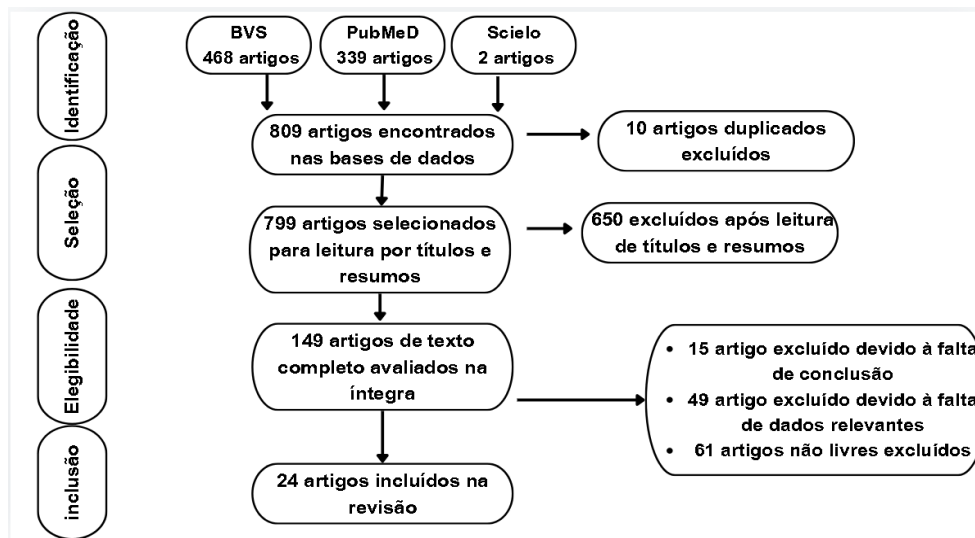 Identificação
BVS
468 artigos
PubMeD
339 artigos
Scielo
2 artigos
809 artigos encontrados
nas bases de dados
10 artigos duplicados
excluídos
Seleção
799 artigos selecionados
para leitura por títulos e
resumos
650 excluídos após leitura
de títulos e resumos
Elegibilidade
149 artigos de texto
completo avaliados na
íntegra
• 15 artigo excluído devido à falta
de conclusão
• 49 artigo excluído devido à falta
de dados relevantes
• 61 artigos não livres excluídos
inclusão
24 artigos incluídos na
revisão